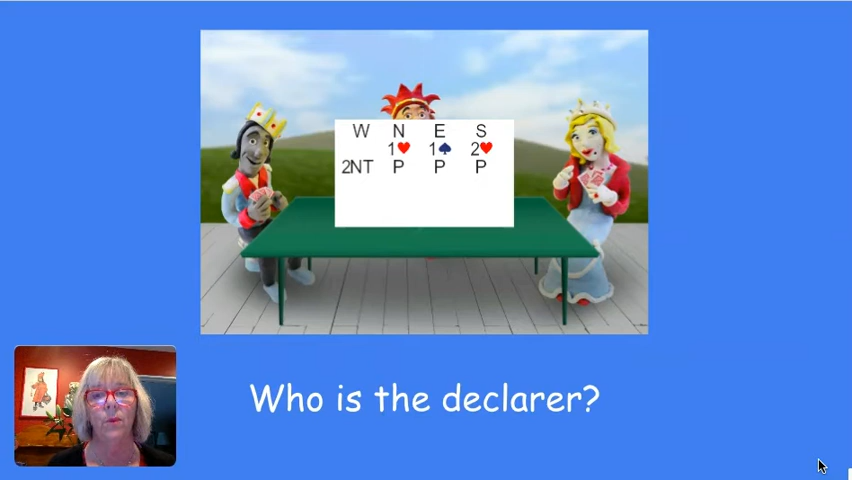 W N E S
1♥ 1♠ 2♥
2NT P P P
Who is the declarer?